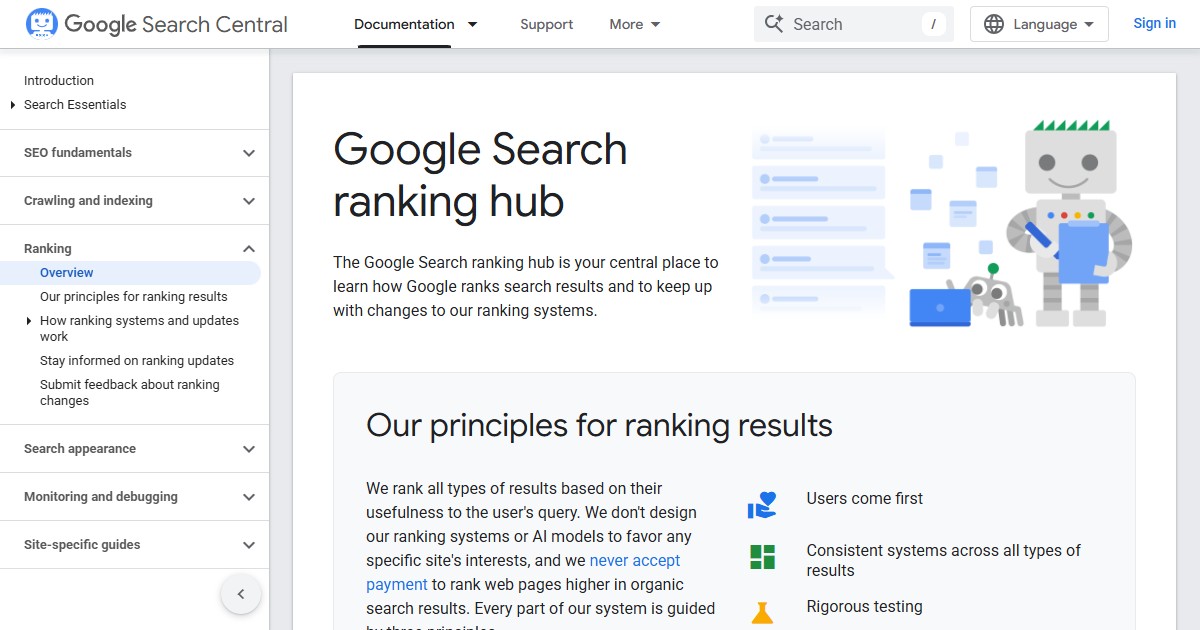 Google Search Central
Documentation
Support
More
Search
/
Language
Sign in
Introduction
Search Essentials
SEO fundamentals
Crawling and indexing
Ranking
Overview
Our principles for ranking results
How ranking systems and updates
work
Stay informed on ranking updates
Submit feedback about ranking
changes
Search appearance
Monitoring and debugging
Site-specific guides
Google Search
ranking hub
The Google Search ranking hub is your central place to
learn how Google ranks search results and to keep up
with changes to our ranking systems.
Our principles for ranking results
We rank all types of results based on their
usefulness to the user's query. We don't design
our ranking systems or AI models to favor any
specific site's interests, and we never accept
payment to rank web pages higher in organic
search results. Every part of our system is guided
by three principles.
Users come first
Consistent systems across all types of
results
Rigorous testing